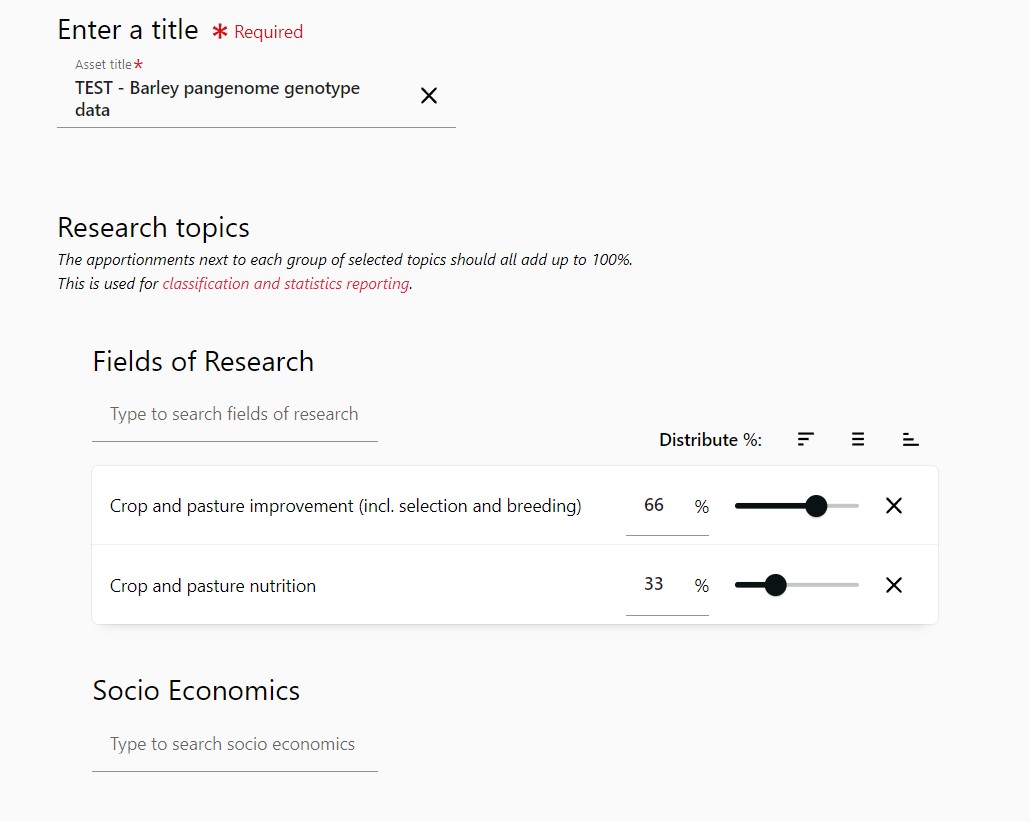 Enter a title * Required
Asset title*
TEST - Barley pangenome genotype
data
Research topics
The apportionments next to each group of selected topics should all add up to 100%.
This is used for classification and statistics reporting.
Fields of Research
Type to search fields of research
Distribute %:
Crop and pasture improvement (incl. selection and breeding) 66 %
Crop and pasture nutrition 33 %
Socio Economics
Type to search socio economics